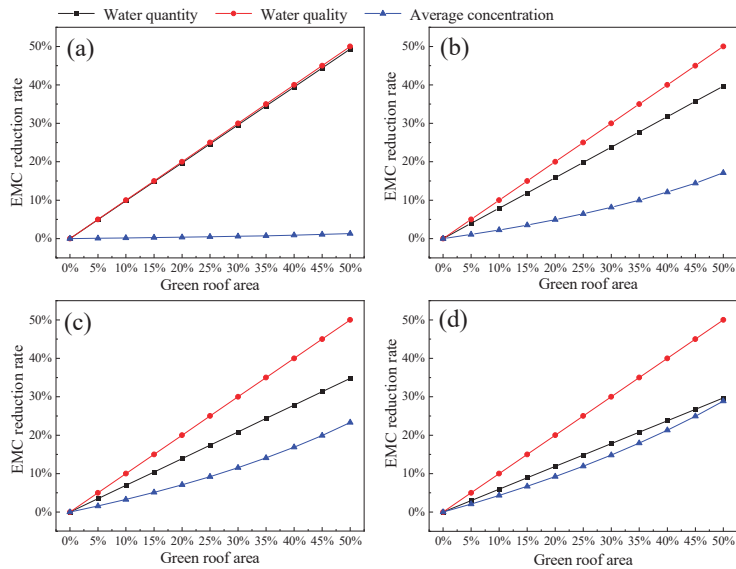 Water quantity Water quality Average concentration
(a)
EMC reduction rate
50%
40%
30%
20%
10%
0%
0% 5% 10% 15% 20% 25% 30% 35% 40% 45% 50%
Green roof area
(b)
EMC reduction rate
50%
40%
30%
20%
10%
0%
0% 5% 10% 15% 20% 25% 30% 35% 40% 45% 50%
Green roof area
(c)
EMC reduction rate
50%
40%
30%
20%
10%
0%
0% 5% 10% 15% 20% 25% 30% 35% 40% 45% 50%
Green roof area
(d)
EMC reduction rate
50%
40%
30%
20%
10%
0%
0% 5% 10% 15% 20% 25% 30% 35% 40% 45% 50%
Green roof area